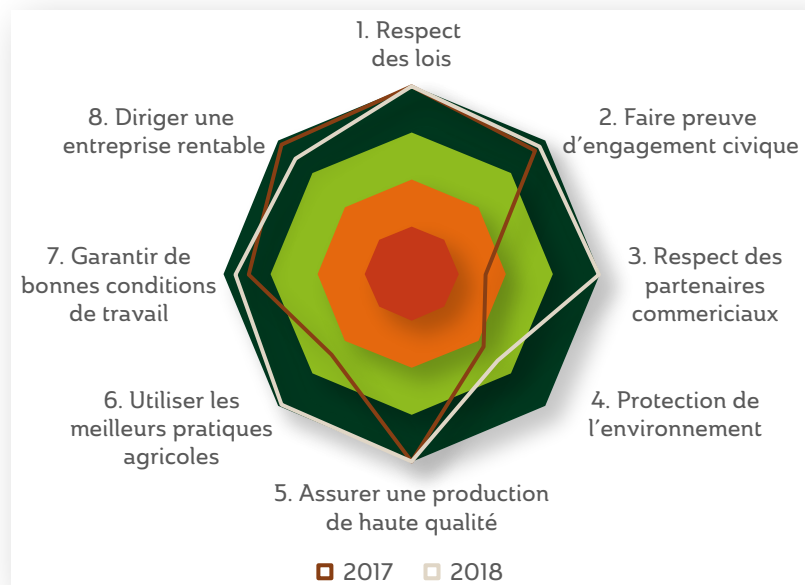 1. Respect
des lois
2. Faire preuve
d'engagement civique
3. Respect des
partenaires
commericiaux
4. Protection de
l'environnement
5. Assurer une production
de haute qualité
6. Utiliser les
meilleurs pratiques
agricoles
7. Garantir de
bonnes conditions
de travail
8. Diriger une
entreprise rentable
2017
2018